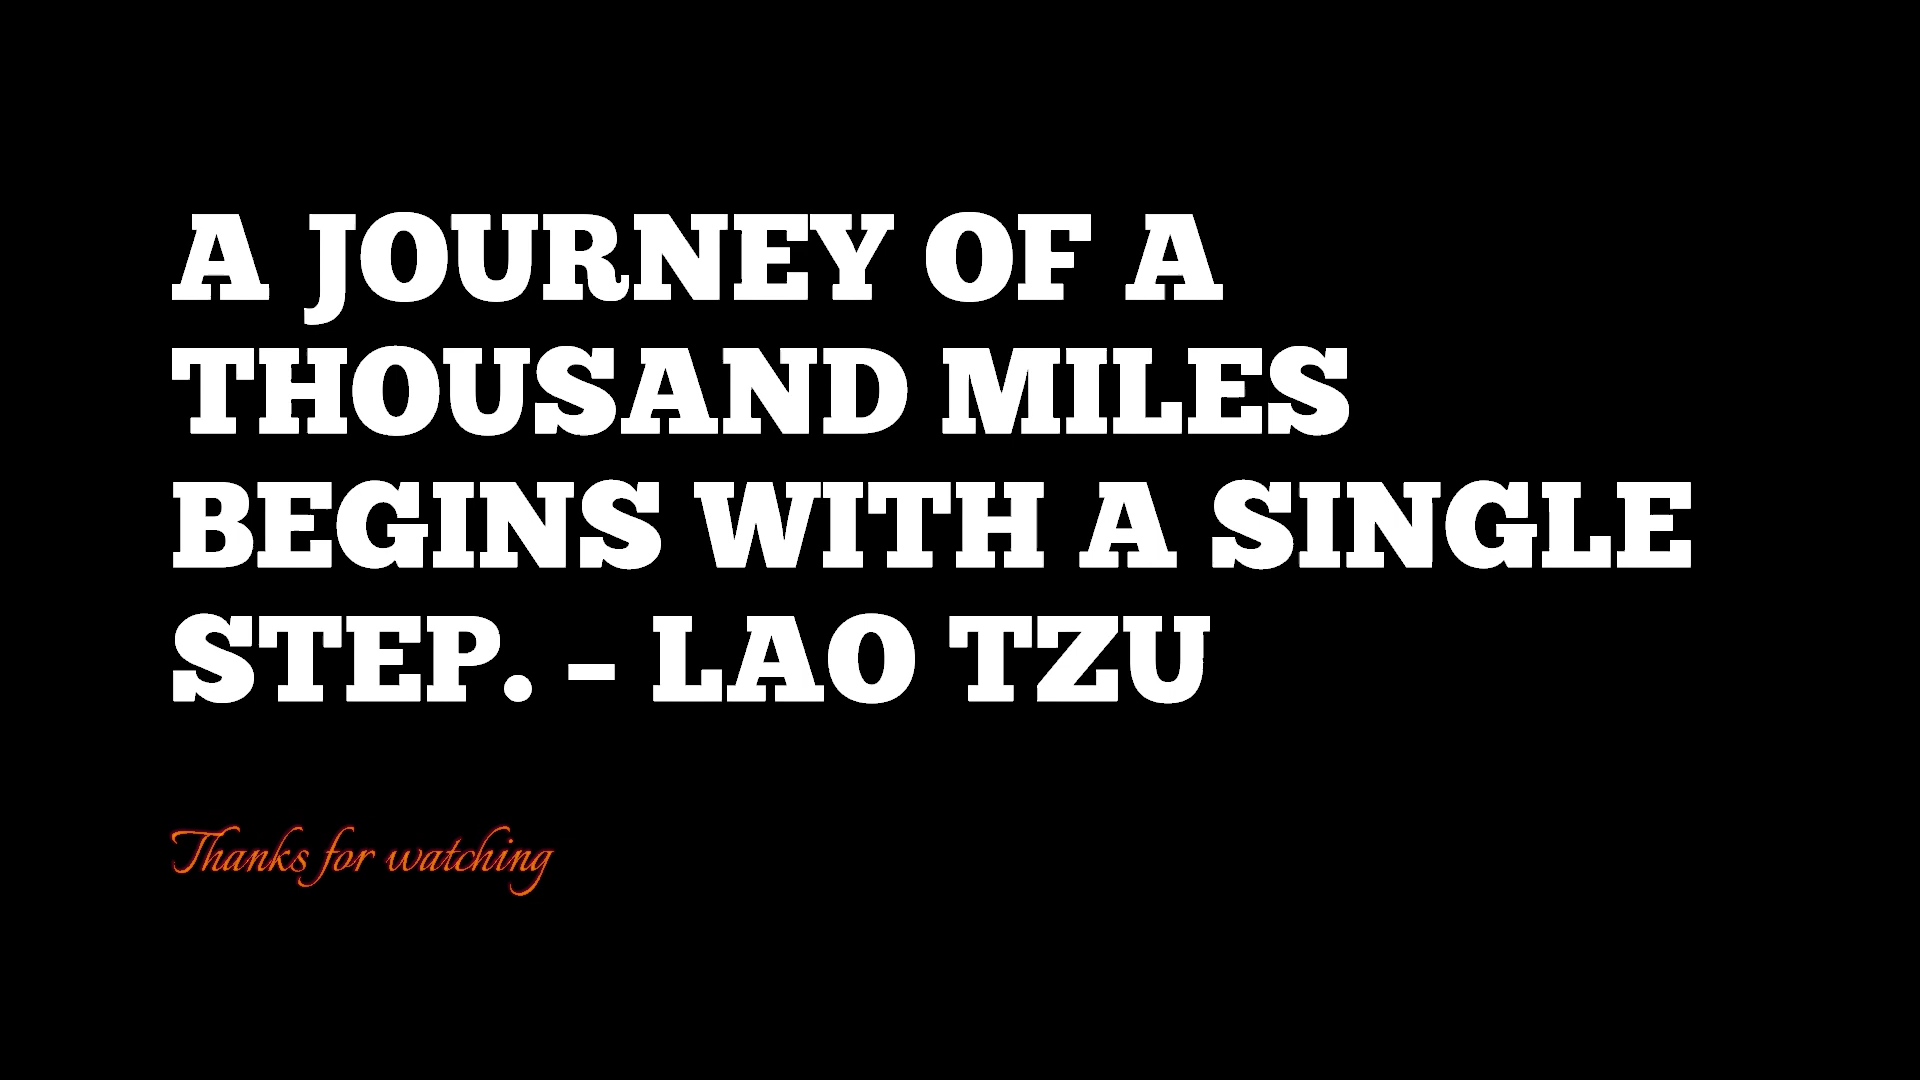 A JOURNEY OF A
THOUSAND MILES
BEGINS WITH A SINGLE
STEP. - LAO TZU
Thanks for watching